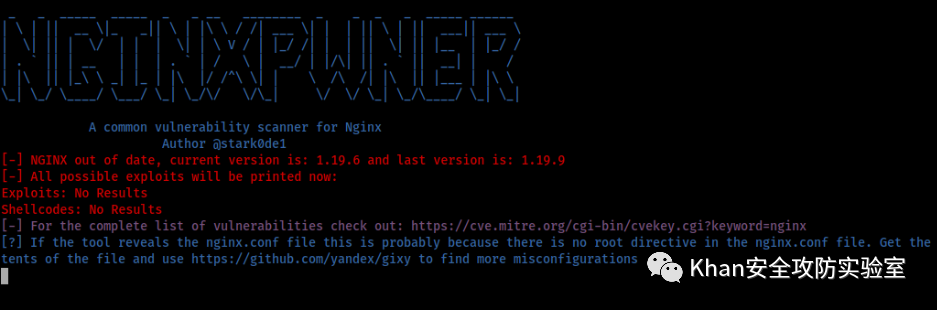 NGINXPWNER
A common vulnerability scanner for Nginx
Author @stark0de1
[-] NGINX out of date, current version is: 1.19.6 and last version is: 1.19.9
[-] All possible exploits will be printed now:
Exploits: No Results
Shellcodes: No Results
[-] For the complete list of vulnerabilities check out: https://cve.mitre.org/cgi-bin/cvekey.cgi?keyword=nginx
[?] If the tool reveals the nginx.conf file this is probably because there is no root directive in the nginx.conf file. Get the
tents of the file and use https://github.com/yandex/gixy to find more misconfigurations
Khan安全攻防实验室